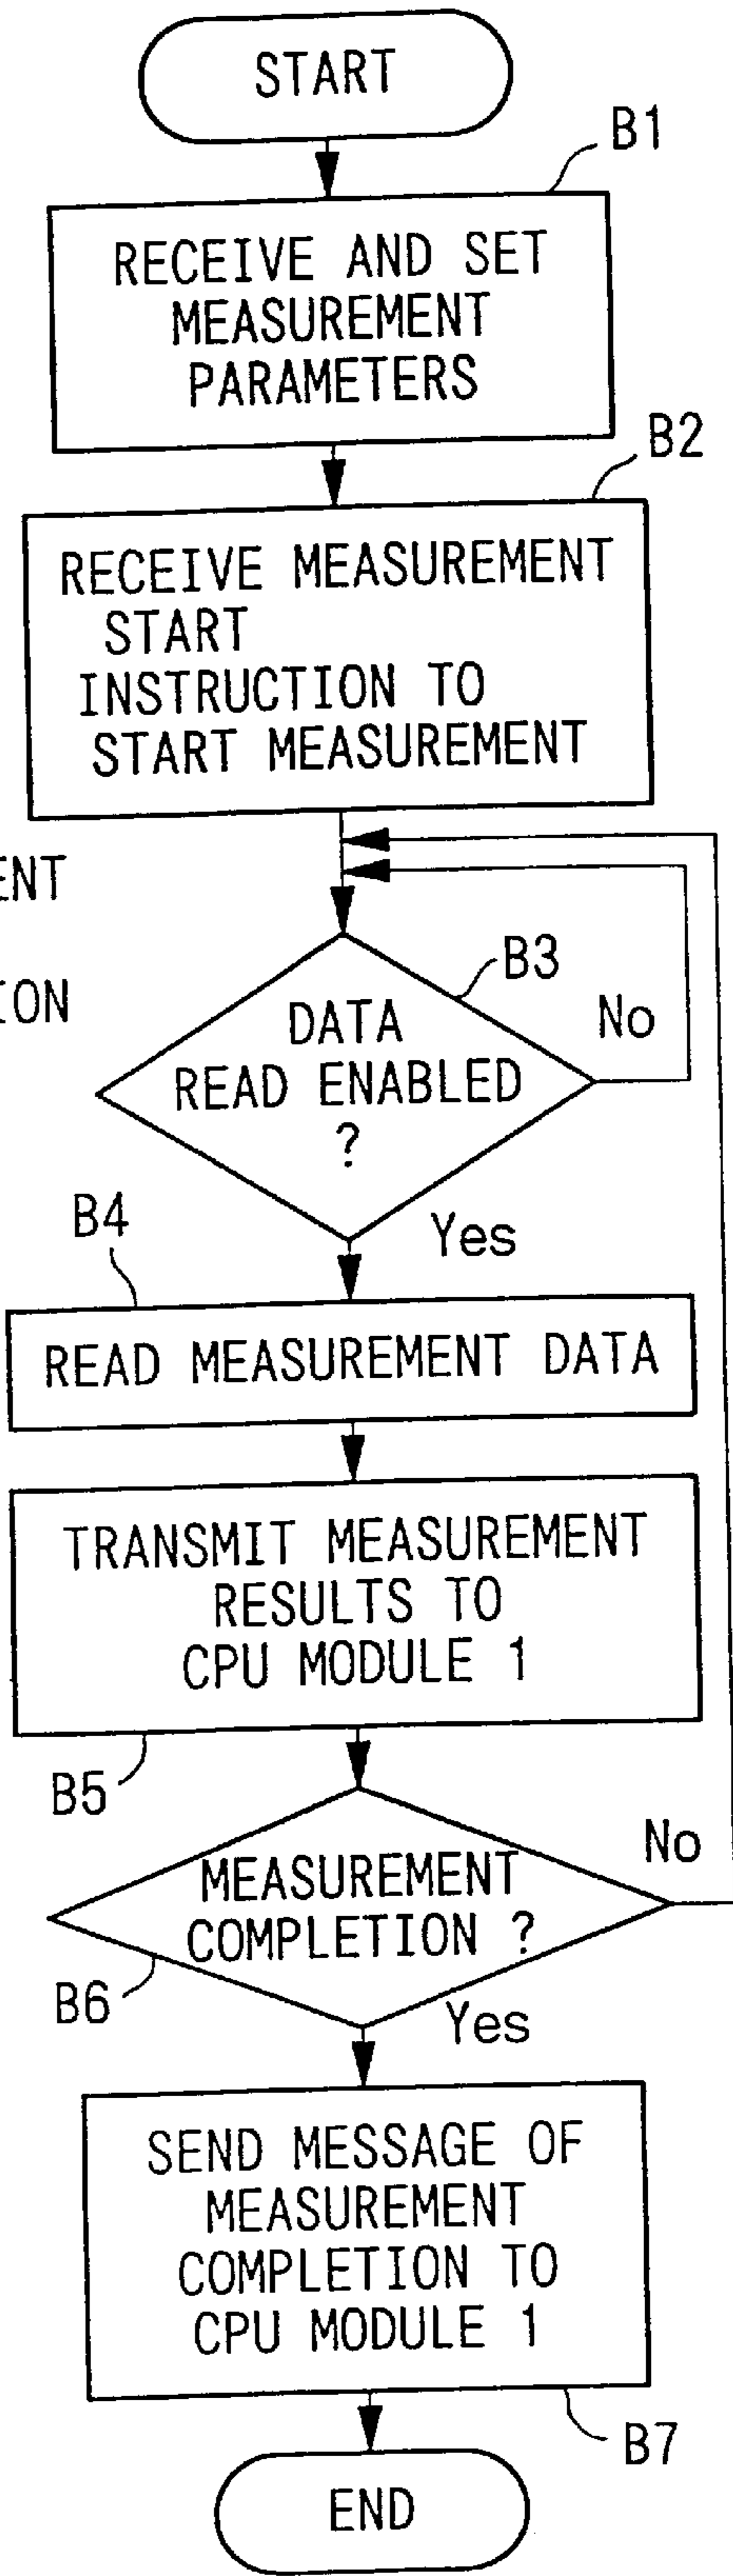 START
B1
RECEIVE AND SET
MEASUREMENT
PARAMETERS
B2
RECEIVE MEASUREMENT
START
INSTRUCTION TO
START MEASUREMENT
B3
DATA
READ ENABLED
?
No
Yes
B4
READ MEASUREMENT DATA
TRANSMIT MEASUREMENT
RESULTS TO
CPU MODULE 1
B5
MEASUREMENT
COMPLETION ?
No
B6
Yes
SEND MESSAGE OF
MEASUREMENT
COMPLETION TO
CPU MODULE 1
B7
END